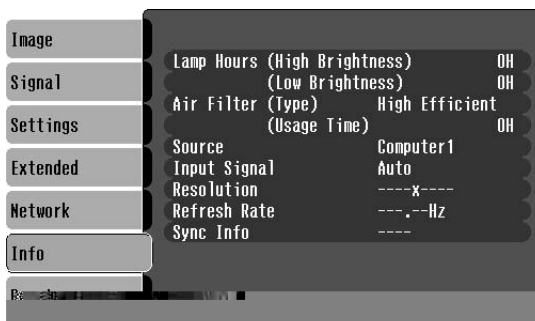 Image
Signal
Settings
Extended
Network
Info
Lamp Hours (High Brightness) 0H
(Low Brightness) 0H
Air Filter (Type) High Efficient
(Usage Time) 0H
Source Computer1
Input Signal Auto
Resolution ----x----
Refresh Rate ---.--Hz
Sync Info ----